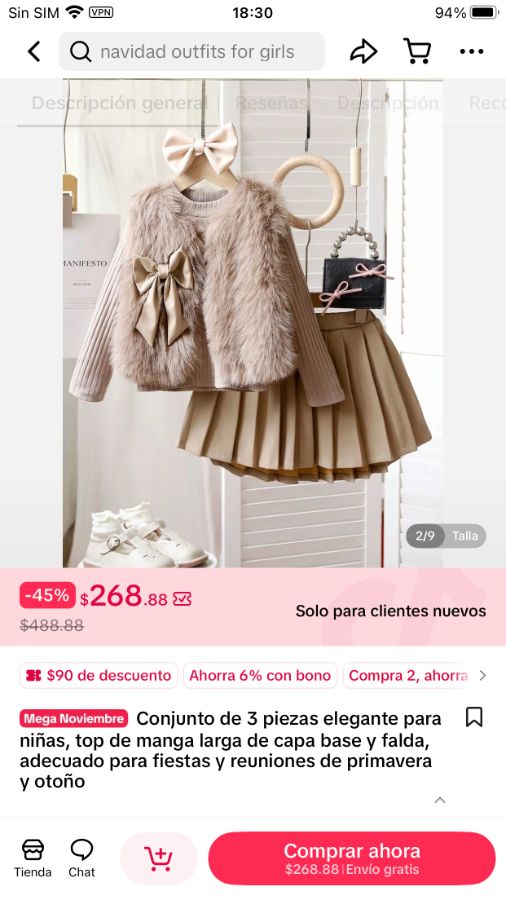 Sin SIM VPN 18:30 94%
navidad outfits for girls
Descripción general Reseñas Descripción
MANIFESTO
2/9 Talla
-45% $268.88
Solo para clientes nuevos
$488.88
$90 de descuento Ahorra 6% con bono Compra 2, ahorra
Mega Noviembre Conjunto de 3 piezas elegante para
niñas, top de manga larga de capa base y falda,
adecuado para fiestas y reuniones de primavera
y otoño
Comprar ahora
$268.88 | Envío gratis
Tienda Chat